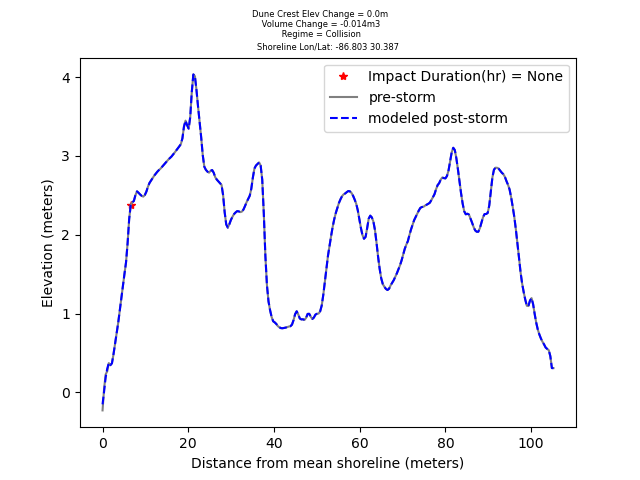 Dune Crest Elev Change = 0.0m
Volume Change = -0.014m3
Regime = Collision
Shoreline Lon/Lat: -86.803 30.387
Impact Duration(hr) = None
pre-storm
modeled post-storm
Elevation (meters)
4
3
2
1
0
0 20 40 60 80 100
Distance from mean shoreline (meters)